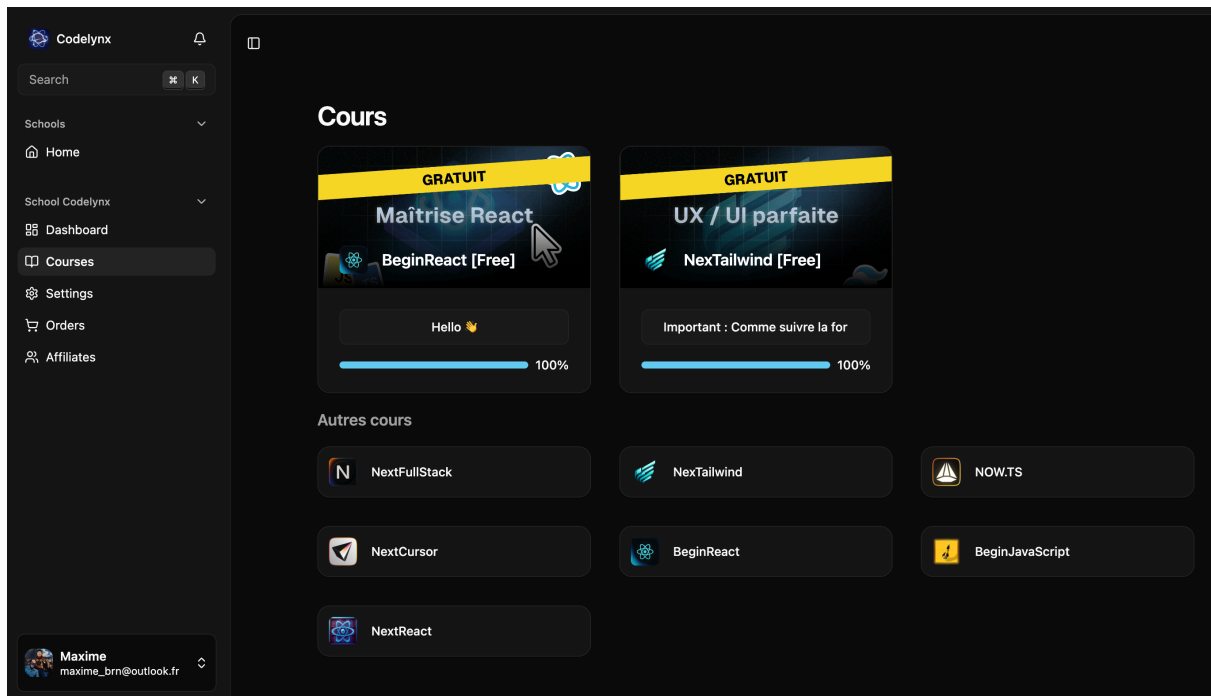 Codelynx
Search ⌘ K
Schools
Home
School Codelynx
Dashboard
Courses
Settings
Orders
Affiliates
Maxime
maxime_brn@outlook.fr
Cours
GRATUIT
Maîtrise React
BeginReact [Free]
Hello 👋
100%
GRATUIT
UX / UI parfaite
NexTailwind [Free]
Important : Comme suivre la for
100%
Autres cours
N NextFullStack
NexTailwind
NOW.TS
NextCursor
BeginReact
BeginJavaScript
NextReact